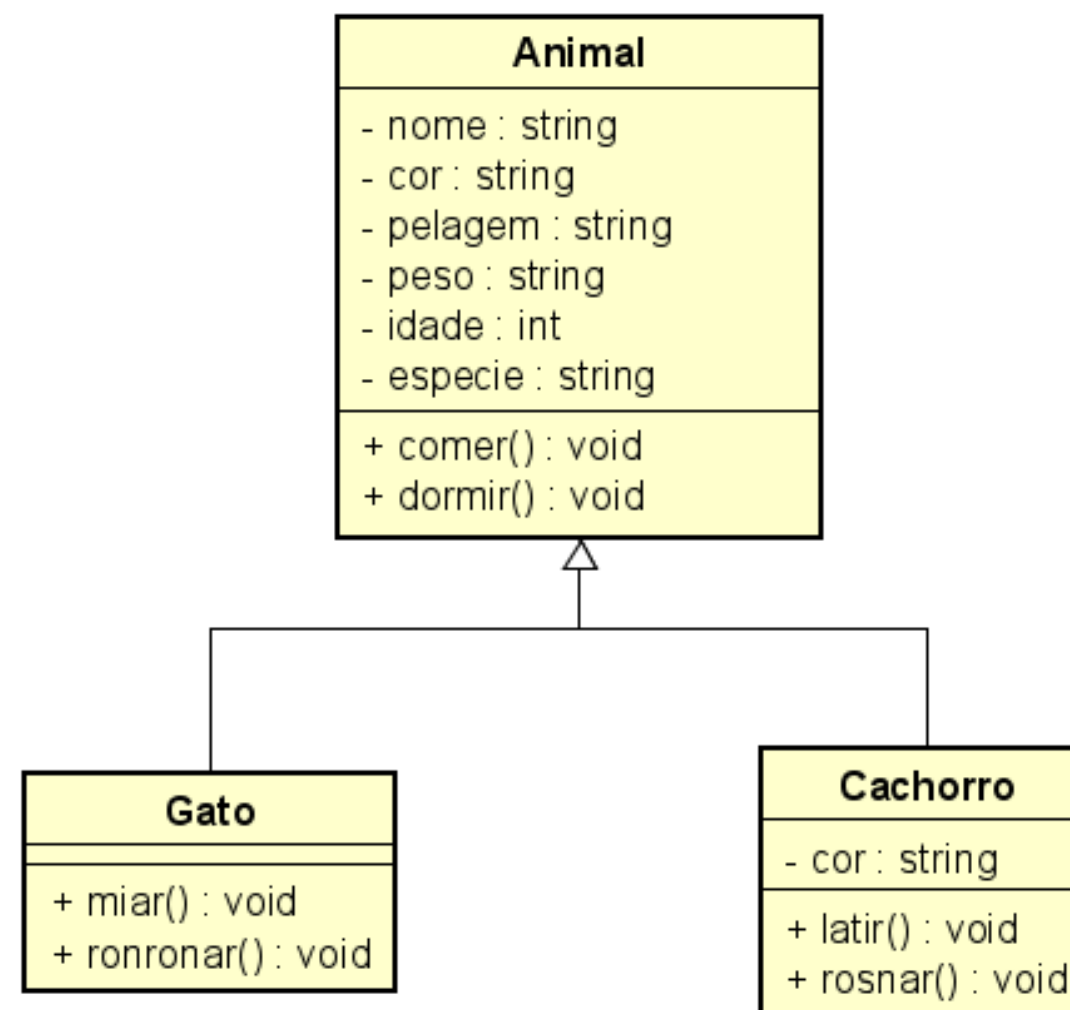 Animal
- nome : string
- cor : string
- pelagem : string
- peso : string
- idade : int
- especie : string
+ comer() : void
+ dormir() : void
Gato
+ miar() : void
+ ronronar() : void
Cachorro
- cor : string
+ latir() : void
+ rosnar() : void